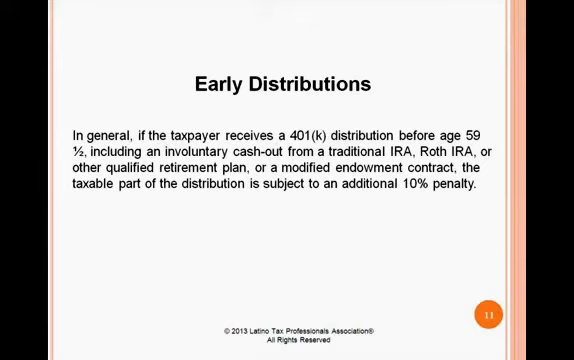 Early Distributions
In general, if the taxpayer receives a 401(k) distribution before age 59
½, including an involuntary cash-out from a traditional IRA, Roth IRA, or
other qualified retirement plan, or a modified endowment contract, the
taxable part of the distribution is subject to an additional 10% penalty.
11
© 2013 Latino Tax Professionals Association®
All Rights Reserved